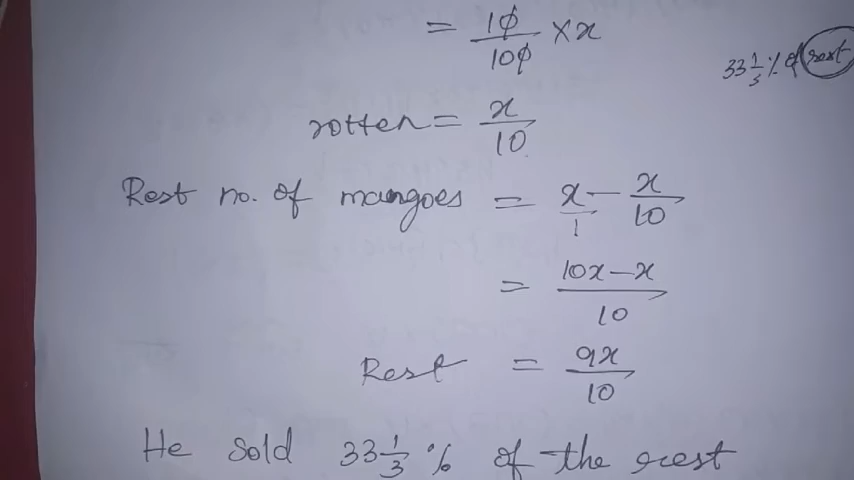 = 10/100 × x
33 1/3 % of rest
rotten = x/10
Rest no. of mangoes = x/1 - x/10
= 10x-x/10
Rest = 9x/10
He sold 33 1/3 % of the rest